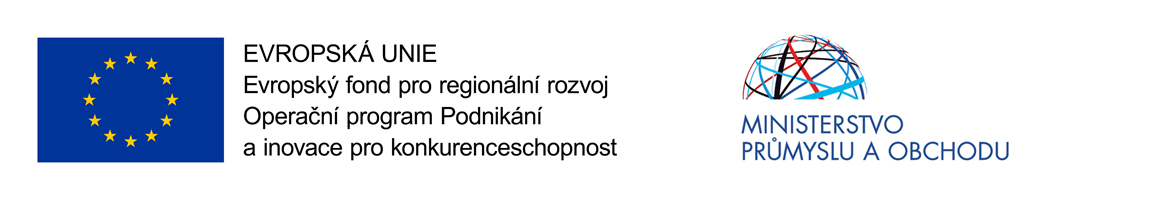 EVROPSKÁ UNIE
Evropský fond pro regionální rozvoj
Operační program Podnikání
a inovace pro konkurenceschopnost
MINISTERSTVO
PRŮMYSLU A OBCHODU